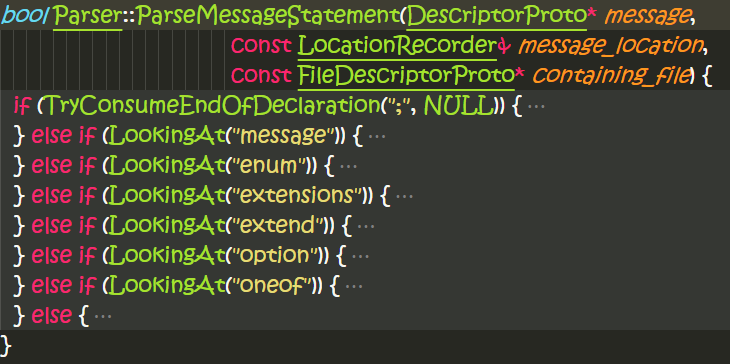 bool Parser::ParseMessageStatement(DescriptorProto* message,
const LocationRecorder& message_location,
const FileDescriptorProto* containing_file) {
if (TryConsumeEndOfDeclaration(";", NULL)) { ...
} else if (LookingAt("message")) { ...
} else if (LookingAt("enum")) { ...
} else if (LookingAt("extensions")) { ...
} else if (LookingAt("extend")) { ...
} else if (LookingAt("option")) { ...
} else if (LookingAt("oneof")) { ...
} else { ...
}